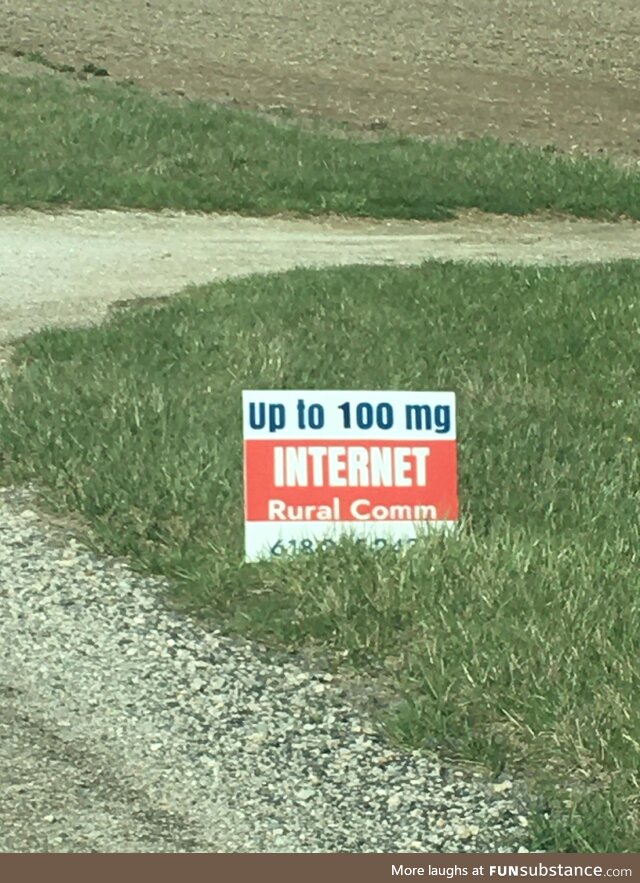 Up to 100 mg
INTERNET
Rural Comm
More laughs at FUNsubstance.com